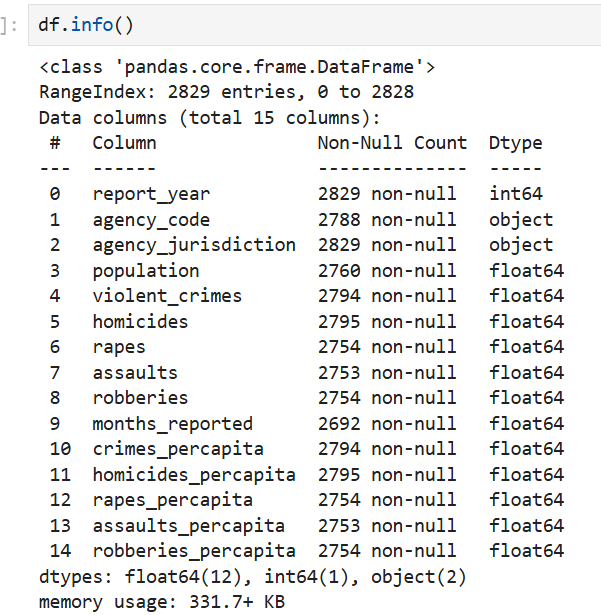 ]:
df.info()
<class 'pandas.core.frame.DataFrame'>
RangeIndex: 2829 entries, 0 to 2828
Data columns (total 15 columns):
 #   Column                Non-Null Count  Dtype
---  ------                --------------  -----
 0   report_year           2829 non-null   int64
 1   agency_code           2788 non-null   object
 2   agency_jurisdiction   2829 non-null   object
 3   population            2760 non-null   float64
 4   violent_crimes        2794 non-null   float64
 5   homicides             2795 non-null   float64
 6   rapes                 2754 non-null   float64
 7   assaults              2753 non-null   float64
 8   robberies             2754 non-null   float64
 9   months_reported       2692 non-null   float64
 10  crimes_percapita      2794 non-null   float64
 11  homicides_percapita   2795 non-null   float64
 12  rapes_percapita       2754 non-null   float64
 13  assaults_percapita    2753 non-null   float64
 14  robberies_percapita   2754 non-null   float64
dtypes: float64(12), int64(1), object(2)
memory usage: 331.7+ KB